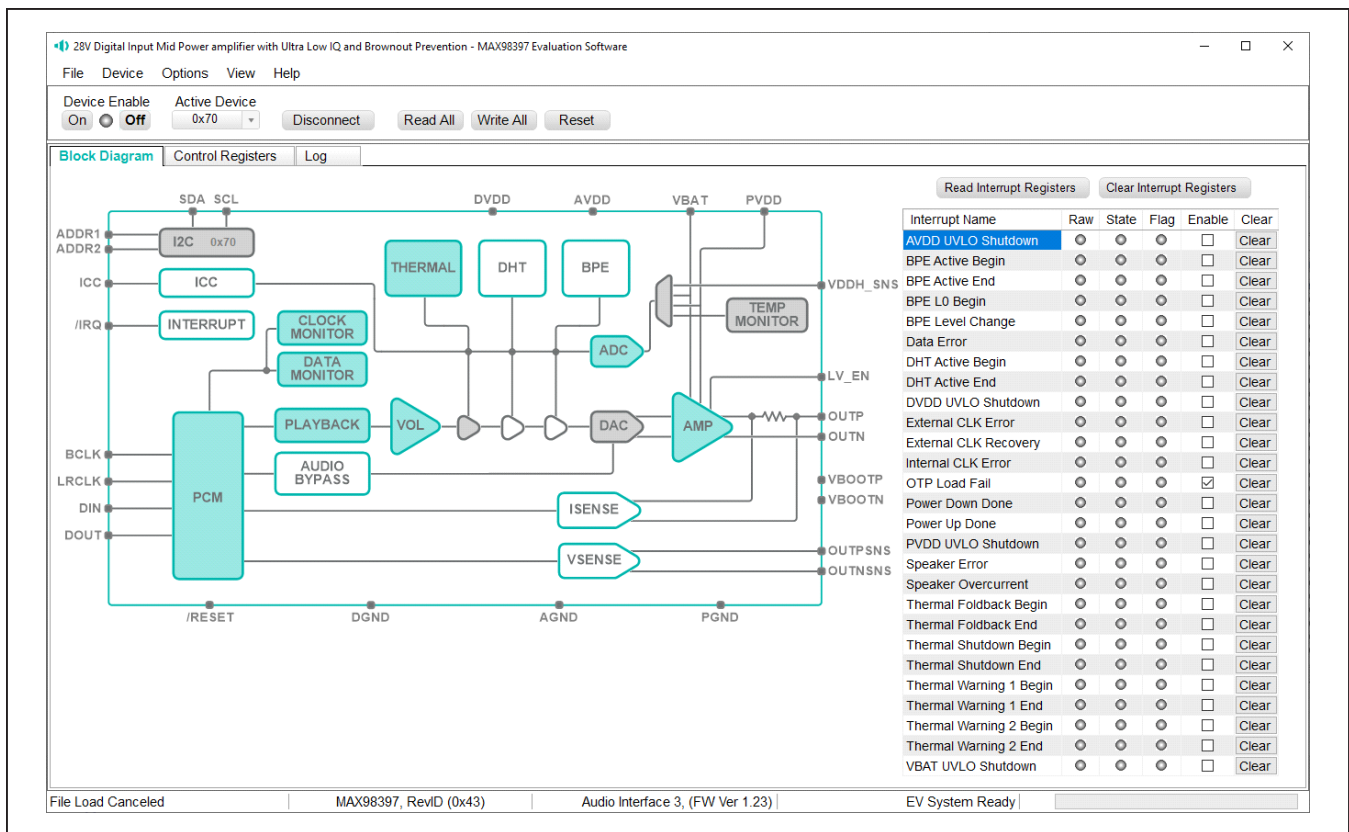 28V Digital Input Mid Power amplifier with Ultra Low IQ and Brownout Prevention - MAX98397 Evaluation Software
File Device Options View Help
Device Enable Active Device
On Off 0x70 Disconnect Read All Write All Reset
Block Diagram Control Registers Log
SDA SCL DVDD AVDD VBAT PVDD
ADDR1
ADDR2
I2C 0x70
ICC
ICC
/IRQ
INTERRUPT
CLOCK
MONITOR
DATA
MONITOR
THERMAL
DHT
BPE
ADC
TEMP
MONITOR
VDDH_SNS
LV_EN
PLAYBACK
VOL
DAC
AMP
OUTP
OUTN
BCLK
LRCLK
DIN
DOUT
PCM
AUDIO
BYPASS
VBOOTP
VBOOTN
ISENSE
VSENSE
OUTPSNS
OUTNSNS
/RESET DGND AGND PGND
Read Interrupt Registers Clear Interrupt Registers
Interrupt Name Raw State Flag Enable Clear
AVDD UVLO Shutdown Clear
BPE Active Begin Clear
BPE Active End Clear
BPE L0 Begin Clear
BPE Level Change Clear
Data Error Clear
DHT Active Begin Clear
DHT Active End Clear
DVDD UVLO Shutdown Clear
External CLK Error Clear
External CLK Recovery Clear
Internal CLK Error Clear
OTP Load Fail Clear
Power Down Done Clear
Power Up Done Clear
PVDD UVLO Shutdown Clear
Speaker Error Clear
Speaker Overcurrent Clear
Thermal Foldback Begin Clear
Thermal Foldback End Clear
Thermal Shutdown Begin Clear
Thermal Shutdown End Clear
Thermal Warning 1 Begin Clear
Thermal Warning 1 End Clear
Thermal Warning 2 Begin Clear
Thermal Warning 2 End Clear
VBAT UVLO Shutdown Clear
File Load Canceled MAX98397, RevID (0x43) Audio Interface 3, (FW Ver 1.23) EV System Ready